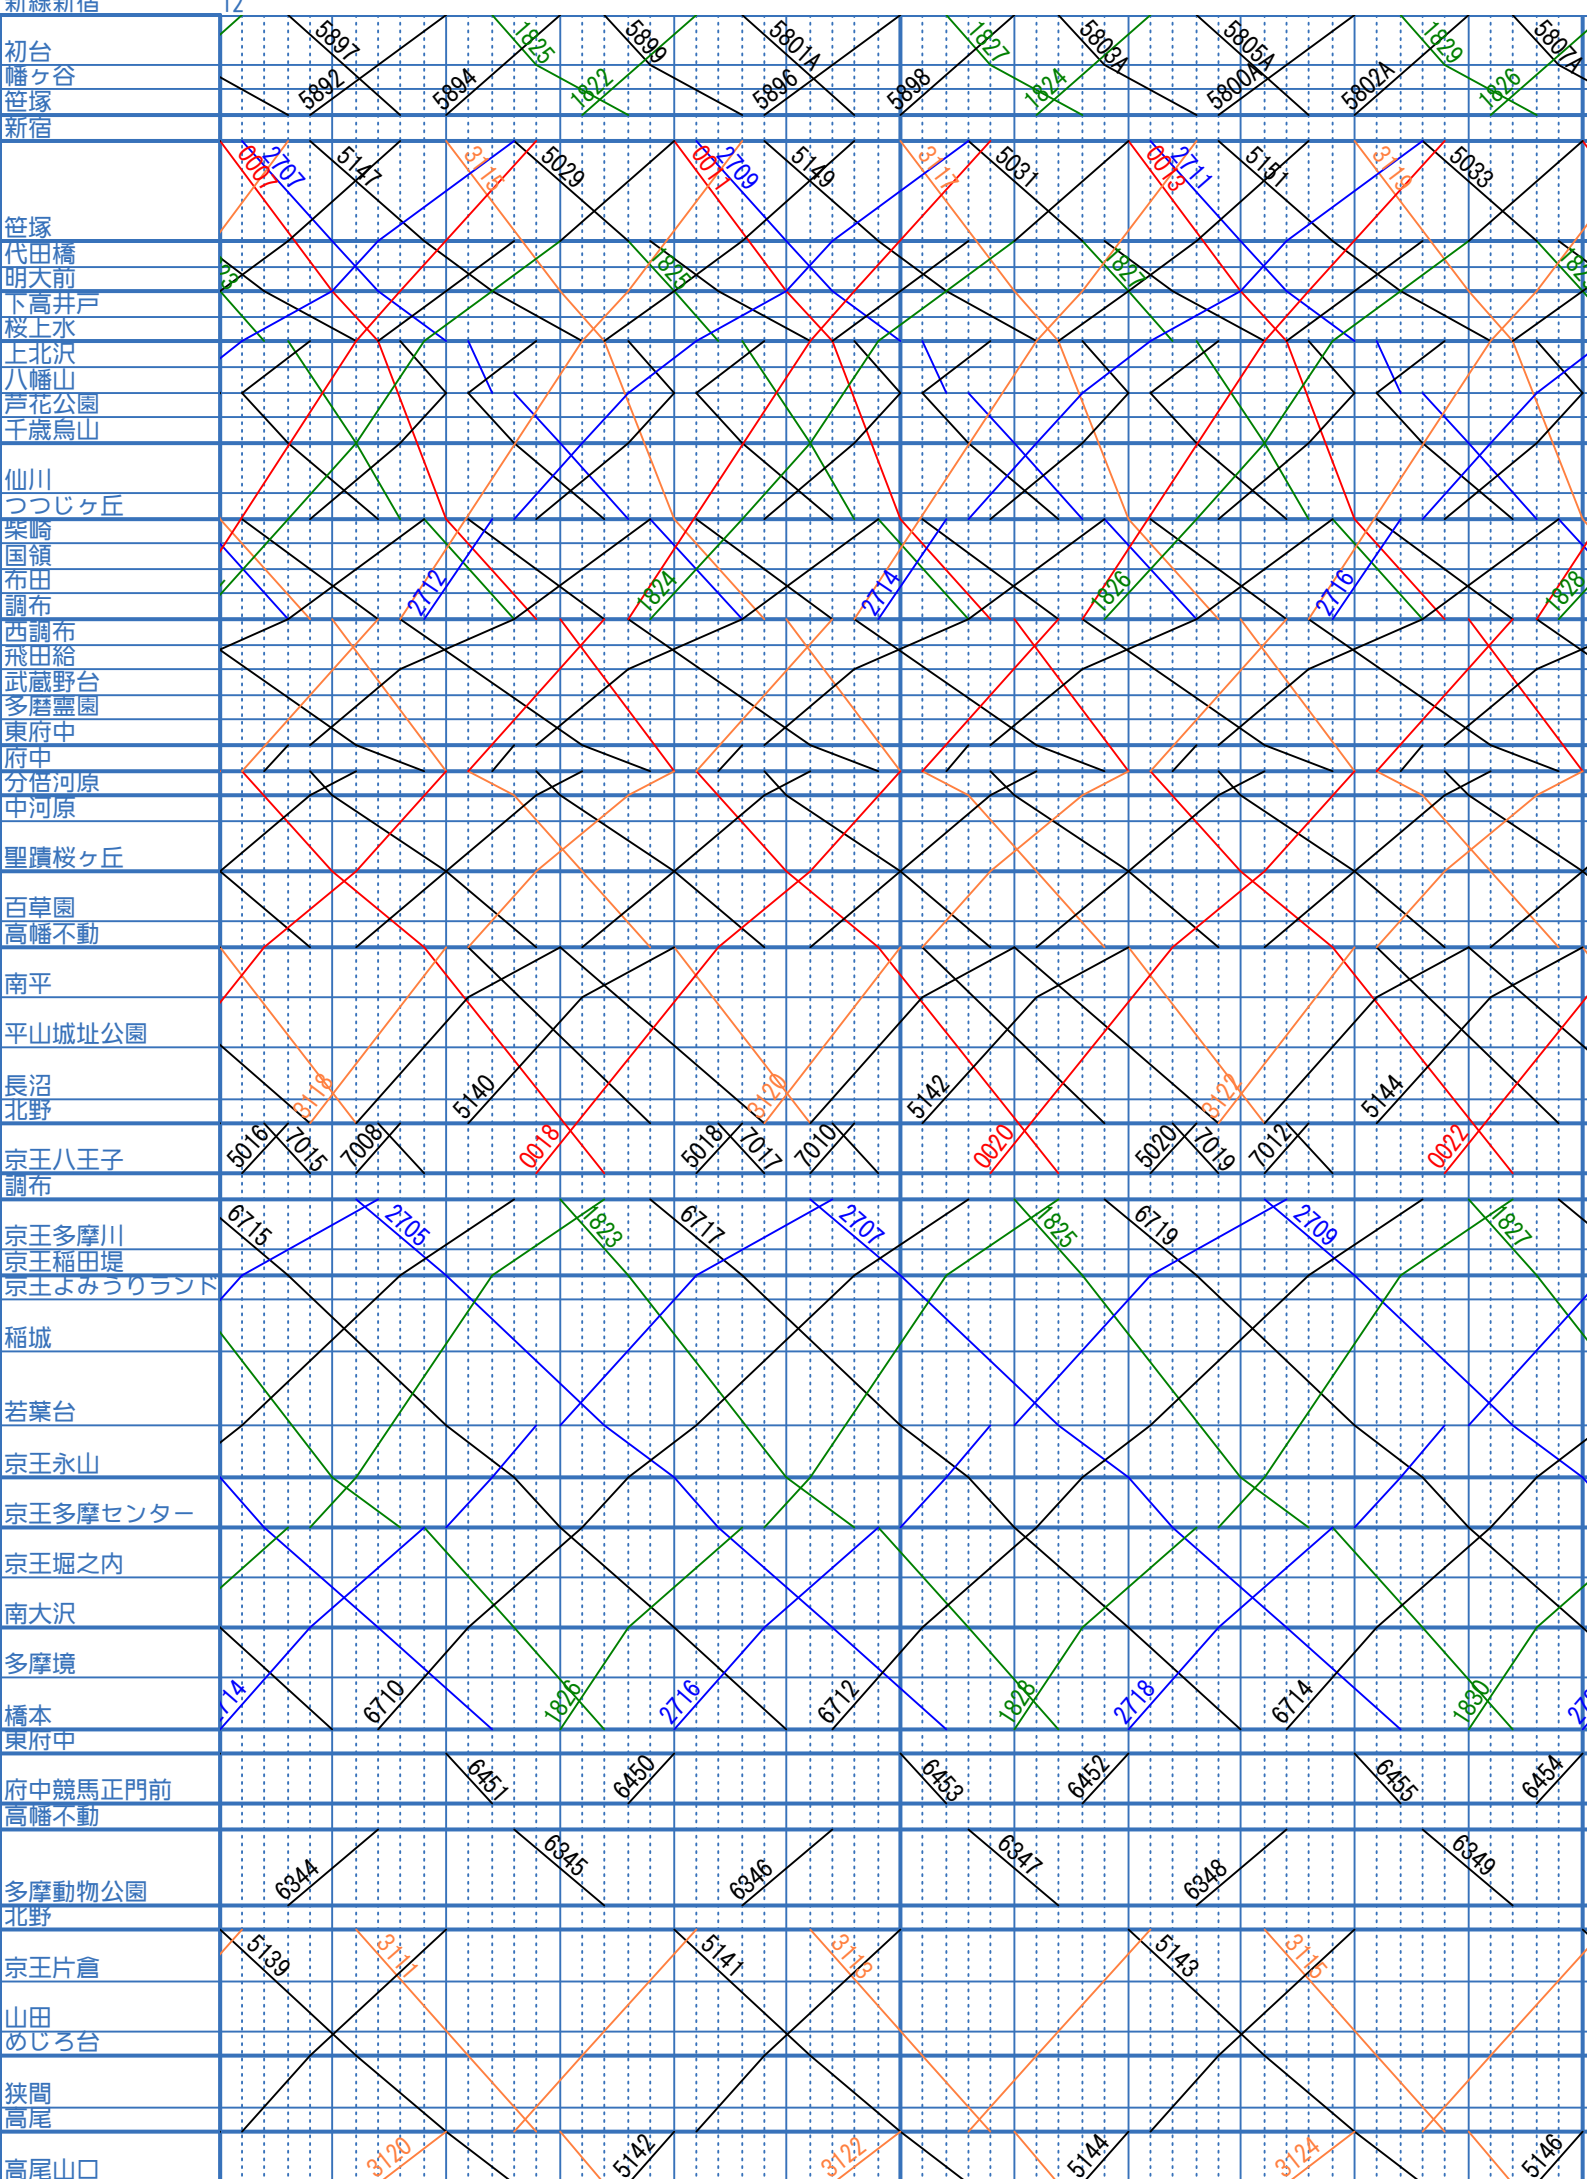 新線新宿 12
初台
幡ヶ谷
笹塚
5897 5892 5894 1825 1822 5899 5801A 5896 5898 1827 1824 5803A 5805A 5800A 5802A 1829 1826 5807A
新宿
0007 2707 5147 3115 5029 0011 2709 5149 3117 5031 0013 2711 5151 3119 5033
笹塚
代田橋
明大前
1825 1827
下高井戸
桜上水
上北沢
八幡山
芦花公園
千歳烏山
仙川
つつじヶ丘
柴崎
国領
布田
2712 1824 2714 1826 2716 1828
調布
西調布
飛田給
武蔵野台
多磨霊園
東府中
府中
分倍河原
中河原
聖蹟桜ヶ丘
百草園
高幡不動
南平
平山城址公園
長沼
3118 5140 3120 5142 3122 5144
北野
5016 7015 7008 0018 5018 7017 7010 0020 5020 7019 7012 0022
京王八王子
調布
6715 2705 1823 6717 2707 1825 6719 2709 1827
京王多摩川
京王稲田堤
京王よみうりランド
稲城
若葉台
京王永山
京王多摩センター
京王堀之内
南大沢
多摩境
6710 1826 2716 6712 1828 2718 6714 1830
橋本
東府中
6451 6450 6453 6452 6455 6454
府中競馬正門前
高幡不動
6344 6345 6346 6347 6348 6349
多摩動物公園
北野
5139 3111 5141 3113 5143 3115
京王片倉
山田
めじろ台
狭間
高尾
3120 5142 3122 5144 3124 5146
高尾山口